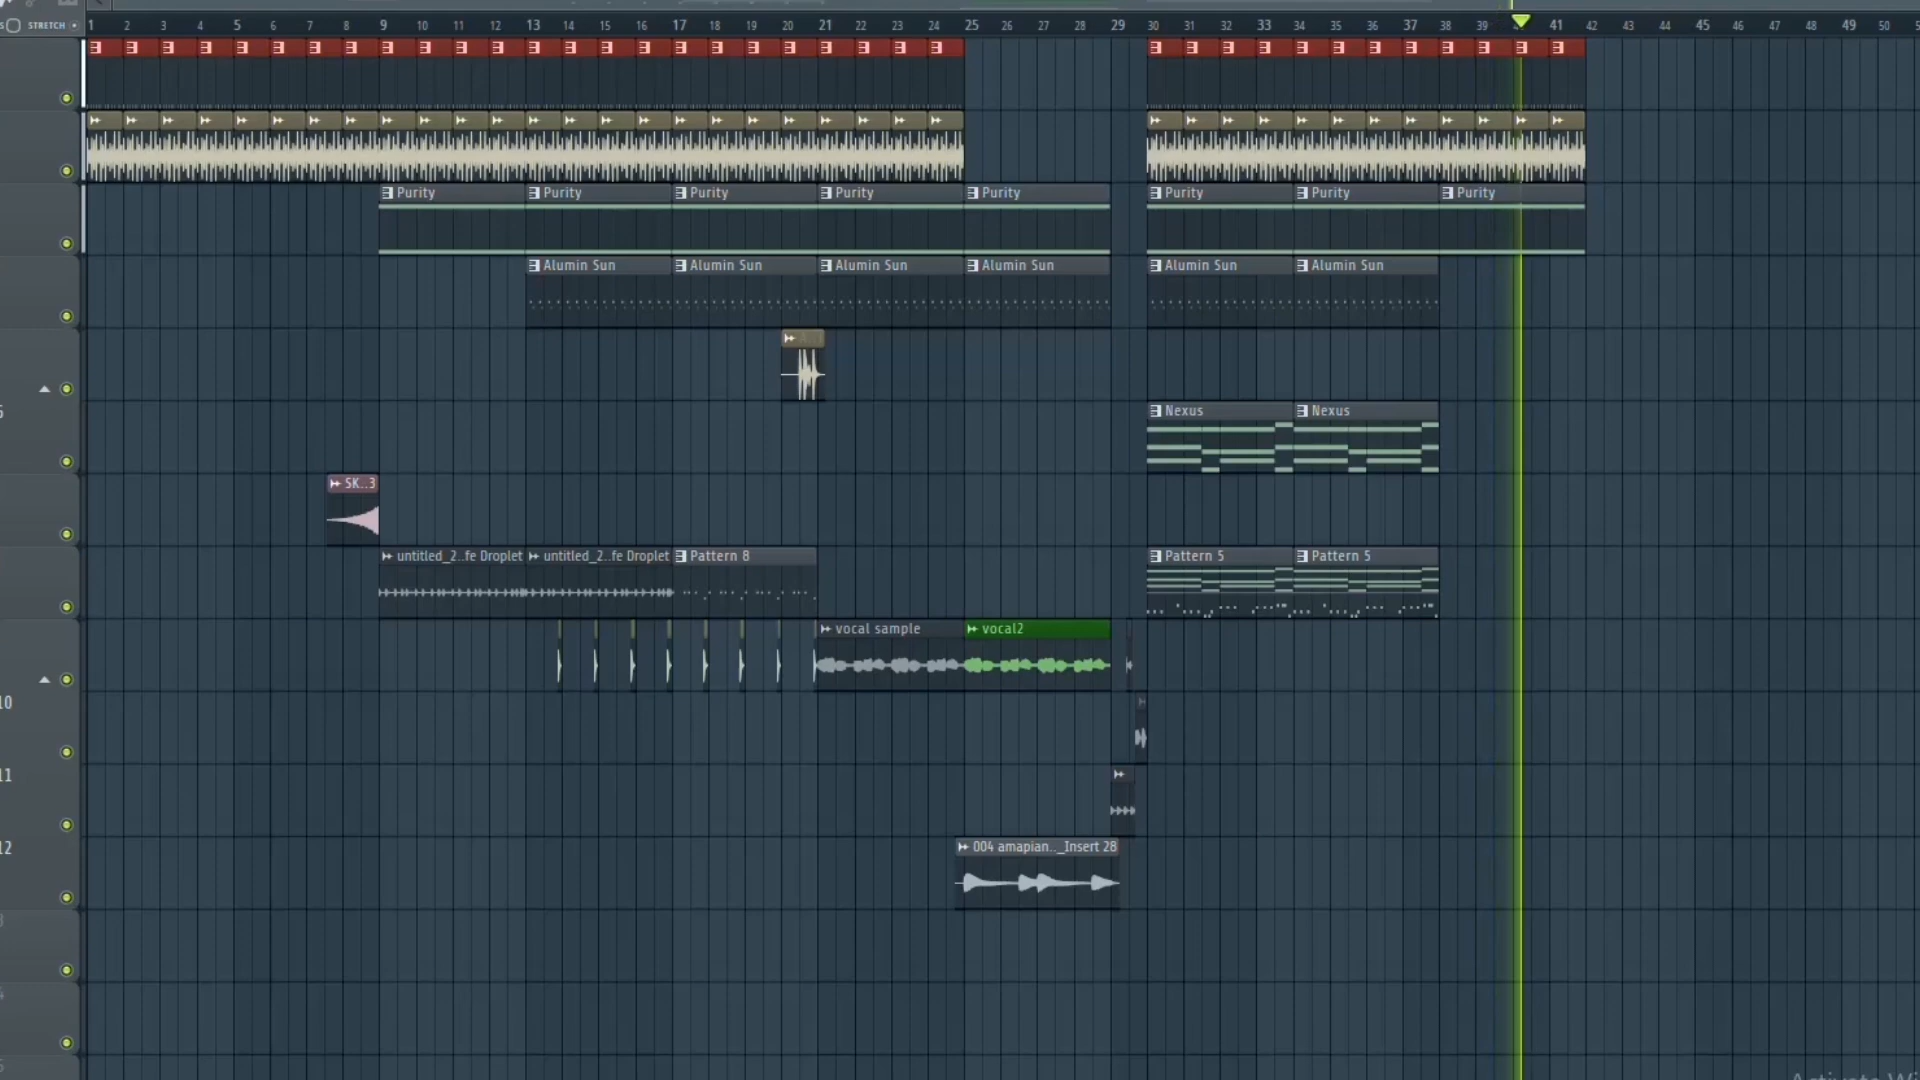 STRETCH
1 2 3 4 5 6 7 8 9 10 11 12 13 14 15 16 17 18 19 20 21 22 23 24 25 26 27 28 29 30 31 32 33 34 35 36 37 38 39 41 42 43 44 45 46 47 48 49 50
Purity Purity Purity Purity Purity Purity Purity Purity
Alumin Sun Alumin Sun Alumin Sun Alumin Sun Alumin Sun Alumin Sun
Nexus Nexus
SK..3
untitled_2..fe Droplet untitled_2..fe Droplet Pattern 8 Pattern 5 Pattern 5
vocal sample vocal2
10
11
12
004 amapian.._Insert 28